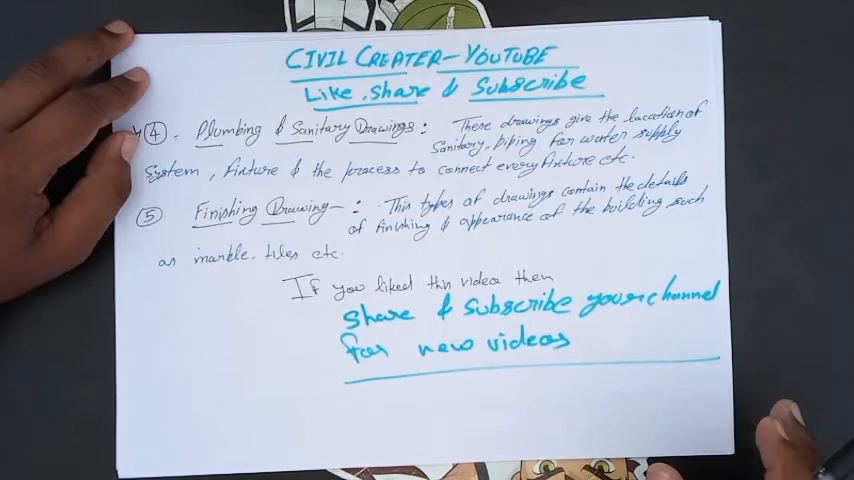 CIVIL CREATER-YOUTUBE
Like, Share & Subscribe
④. Plumbing & Sanitary Drawings: These drawings give the lacation of
Sanitary, piping for water supply
System, fixture & the process to connect every fixture etc.
⑤ Finishing Drawing-: This types of drawings contain the details
of finishing & appearance of the building such
as marble, tiles etc.
If you liked this video then
Share & Subscribe your channel
for new videos